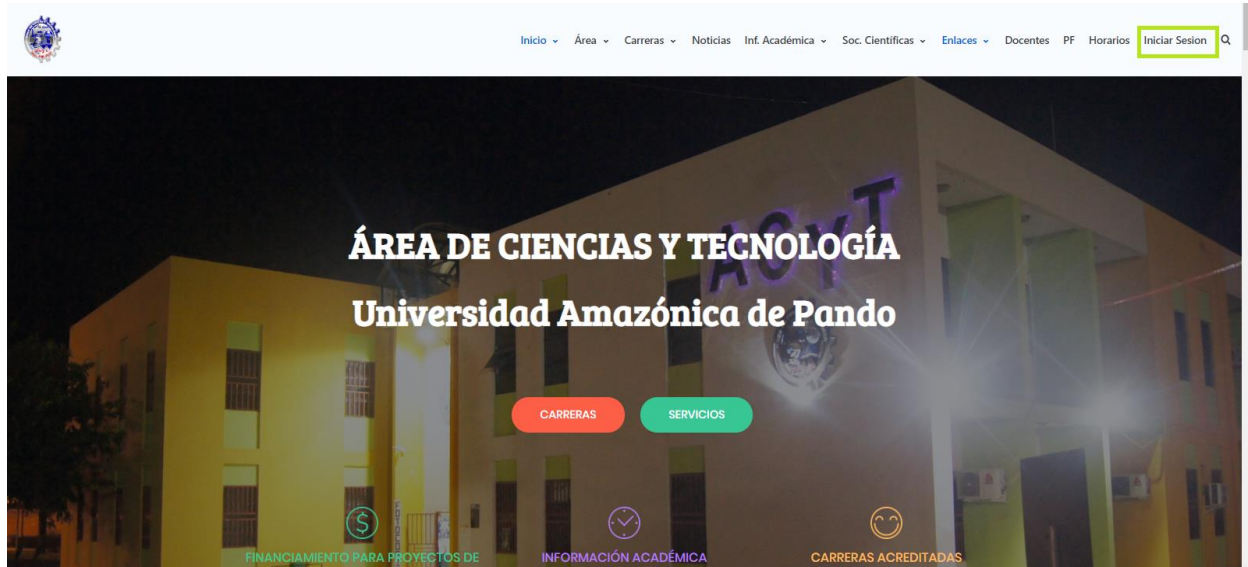 Inicio Área Carreras Noticias Inf. Académica Soc. Científicas Enlaces Docentes PF Horarios Iniciar Sesion
ACYT
ÁREA DE CIENCIAS Y TECNOLOGÍA
Universidad Amazónica de Pando
CARRERAS SERVICIOS
FINANCIAMIENTO PARA PROYECTOS DE INFORMACIÓN ACADÉMICA CARRERAS ACREDITADAS